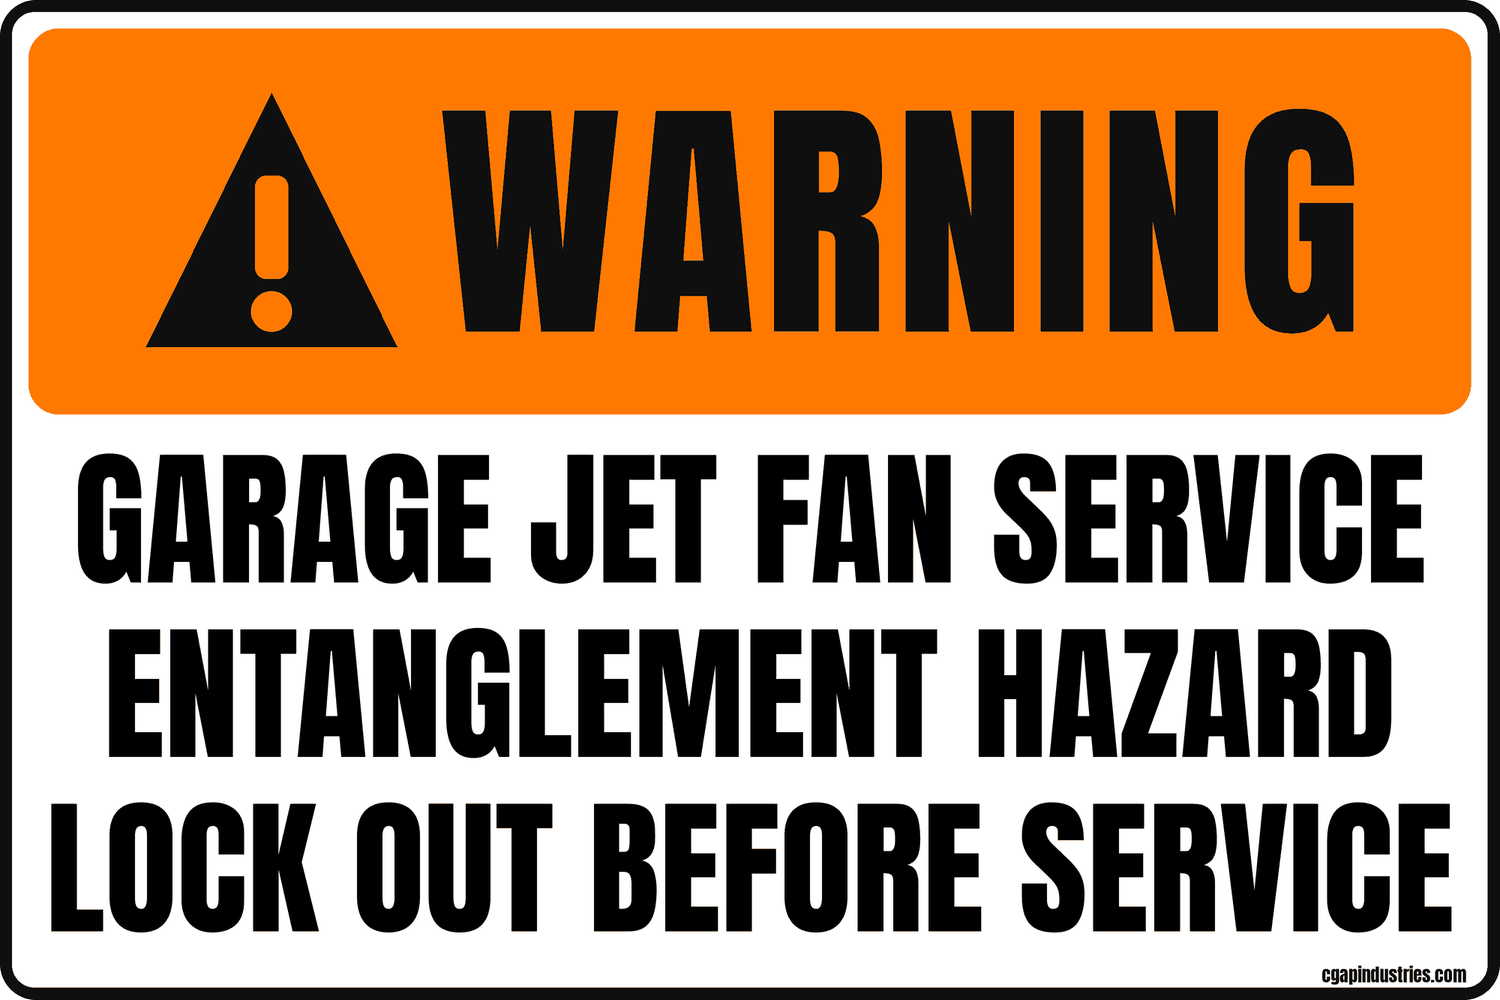 WARNING
GARAGE JET FAN SERVICE
ENTANGLEMENT HAZARD
LOCK OUT BEFORE SERVICE
cgapindustries.com